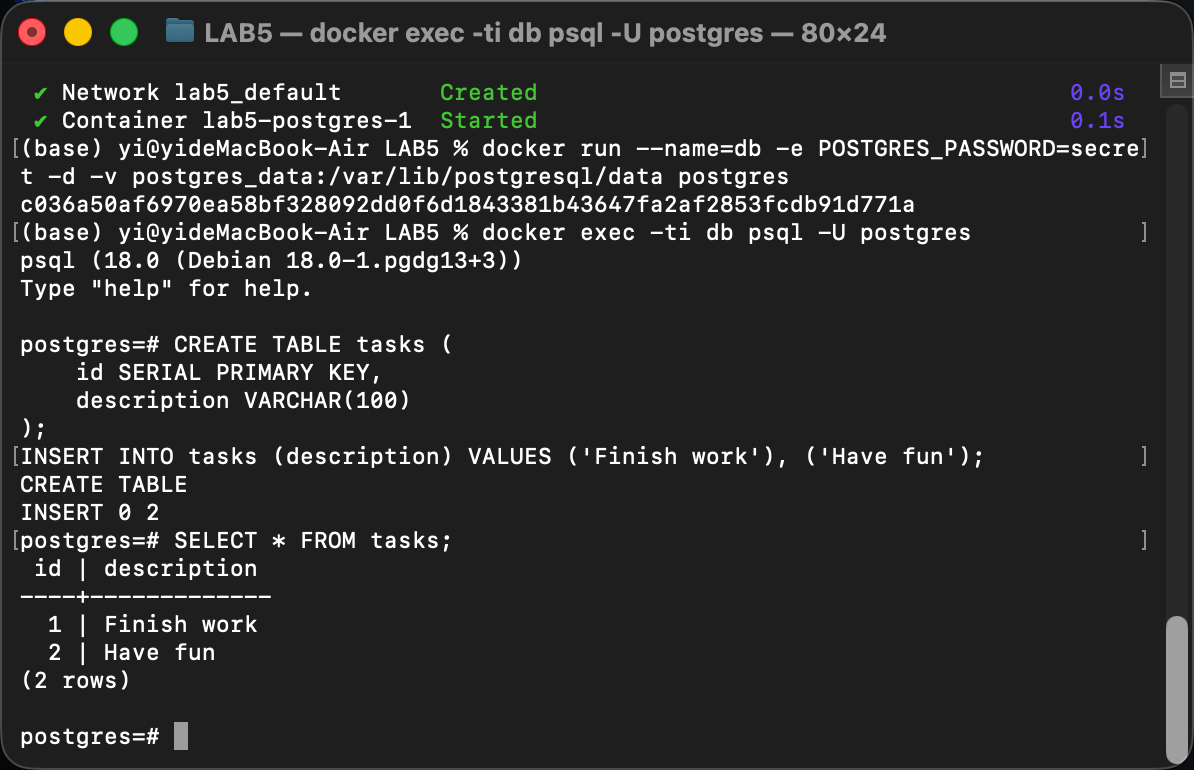 LAB5 — docker exec -ti db psql -U postgres — 80×24
✔ Network lab5_default Created 0.0s
✔ Container lab5-postgres-1 Started 0.1s
[(base) yi@yideMacBook-Air LAB5 % docker run --name=db -e POSTGRES_PASSWORD=secre]
t -d -v postgres_data:/var/lib/postgresql/data postgres
c036a50af6970ea58bf328092dd0f6d1843381b43647fa2af2853fcdb91d771a
[(base) yi@yideMacBook-Air LAB5 % docker exec -ti db psql -U postgres ]
psql (18.0 (Debian 18.0-1.pgdg13+3))
Type "help" for help.
postgres=# CREATE TABLE tasks (
    id SERIAL PRIMARY KEY,
    description VARCHAR(100)
);
[INSERT INTO tasks (description) VALUES ('Finish work'), ('Have fun'); ]
CREATE TABLE
INSERT 0 2
[postgres=# SELECT * FROM tasks; ]
 id | description
----+-------------
  1 | Finish work
  2 | Have fun
(2 rows)
postgres=#